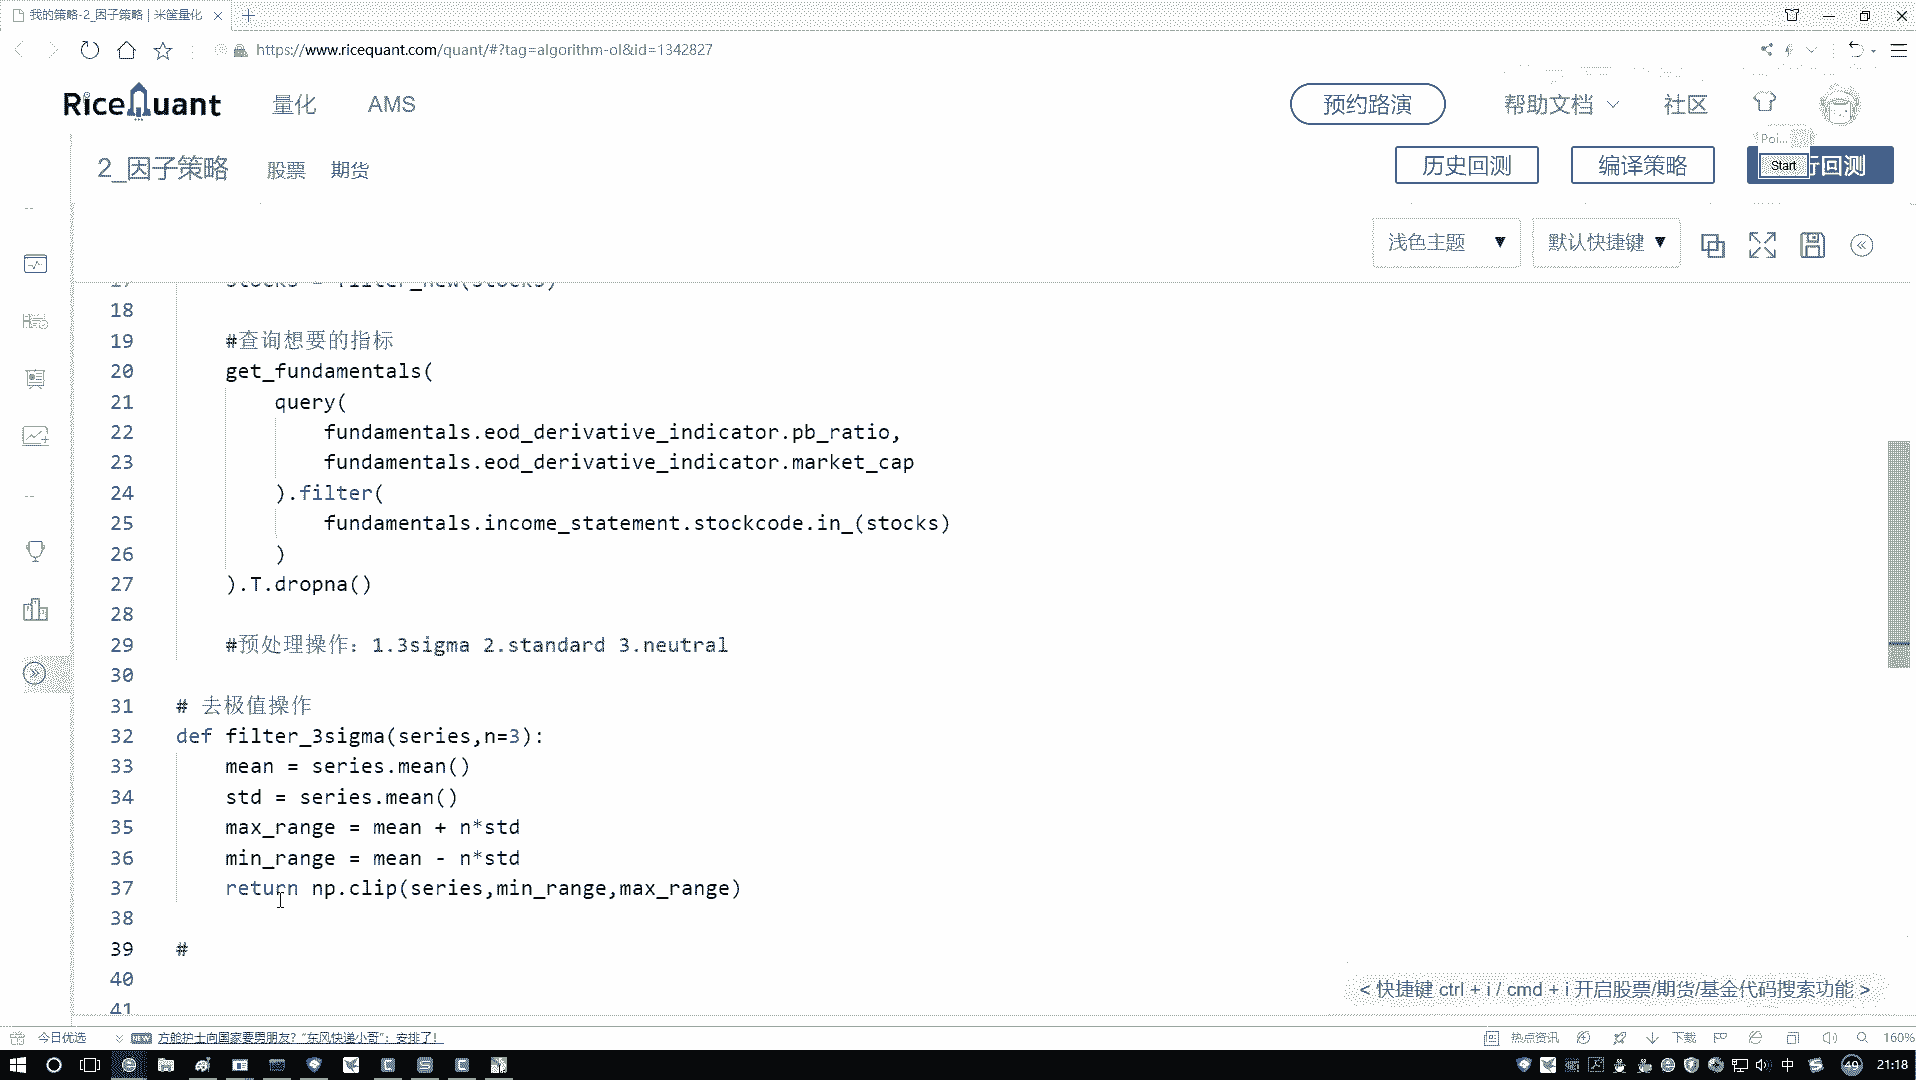 我的策略-2_因子策略 | 米筐量化
https://www.ricequant.com/quant/#?tag=algorithm-ol&id=1342827
RiceQuant 量化 AMS 预约路演 帮助文档 社区
Poi...
2_因子策略 股票 期货 历史回测 编译策略 Start 行回测
浅色主题 ▼ 默认快捷键 ▼
17 stocks = filter_new(stocks)
18
19 #查询想要的指标
20 get_fundamentals(
21 query(
22 fundamentals.eod_derivative_indicator.pb_ratio,
23 fundamentals.eod_derivative_indicator.market_cap
24 ).filter(
25 fundamentals.income_statement.stockcode.in_(stocks)
26 )
27 ).T.dropna()
28
29 #预处理操作：1.3sigma 2.standard 3.neutral
30
31 # 去极值操作
32 def filter_3sigma(series,n=3):
33 mean = series.mean()
34 std = series.mean()
35 max_range = mean + n*std
36 min_range = mean - n*std
37 return np.clip(series,min_range,max_range)
38
39 #
40
41
< 快捷键 ctrl + i / cmd + i 开启股票/期货/基金代码搜索功能 >
今日优选 NEW 方舱护士向国家要男朋友？“东风快递小哥”：安排了！ 热点资讯 下载 160%
中 49 21:18